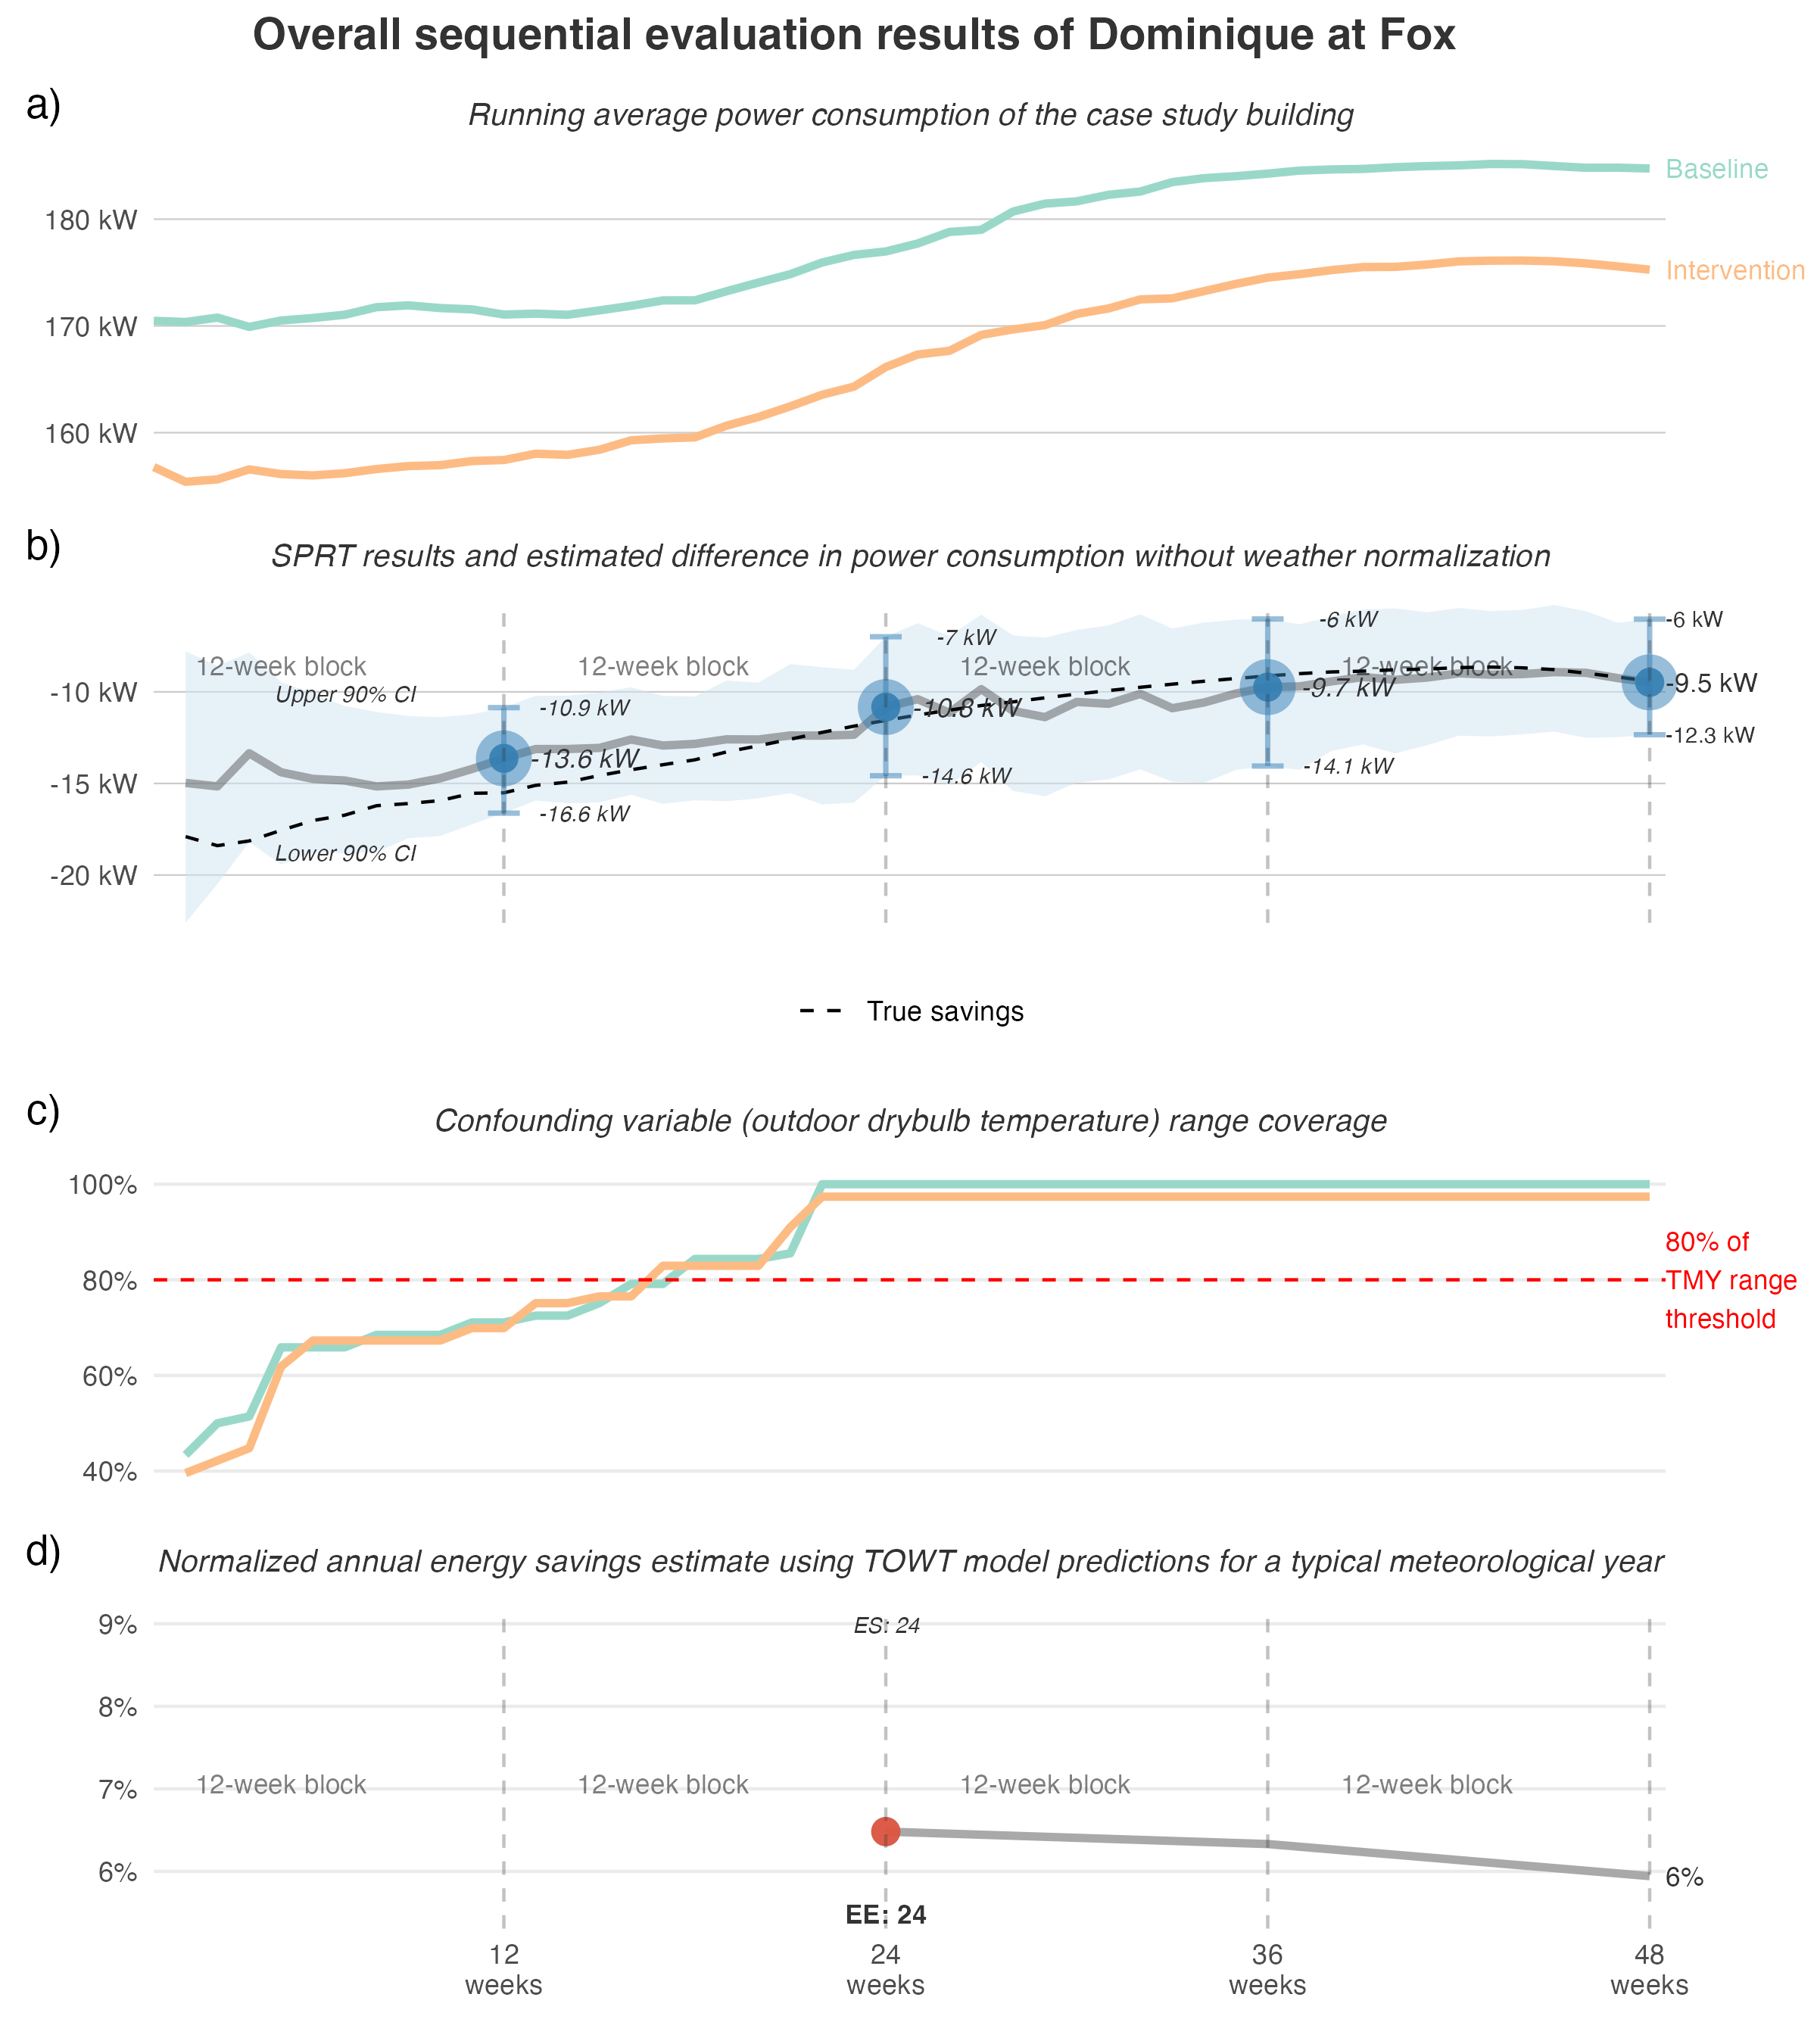 Overall sequential evaluation results of Dominique at Fox
a)
Running average power consumption of the case study building
Baseline
180 kW
Intervention
170 kW
160 kW
b)
SPRT results and estimated difference in power consumption without weather normalization
-7 kW
-6 kW
-6 kW
12-week block
12-week block
12-week block
12-week block
-10 kW
Upper 90% CI
-10.9 kW
-10.8 kW
-9.7 kW
-9.5 kW
-13.6 kW
-12.3 kW
-15 kW
-14.6 kW
-14.1 kW
-16.6 kW
Lower 90% CI
-20 kW
True savings
c)
Confounding variable (outdoor drybulb temperature) range coverage
100%
80%
60%
40%
80% of
TMY range
threshold
d)
Normalized annual energy savings estimate using TOWT model predictions for a typical meteorological year
9%
ES: 24
8%
7%
12-week block
12-week block
12-week block
12-week block
6%
6%
EE: 24
12
weeks
24
weeks
36
weeks
48
weeks